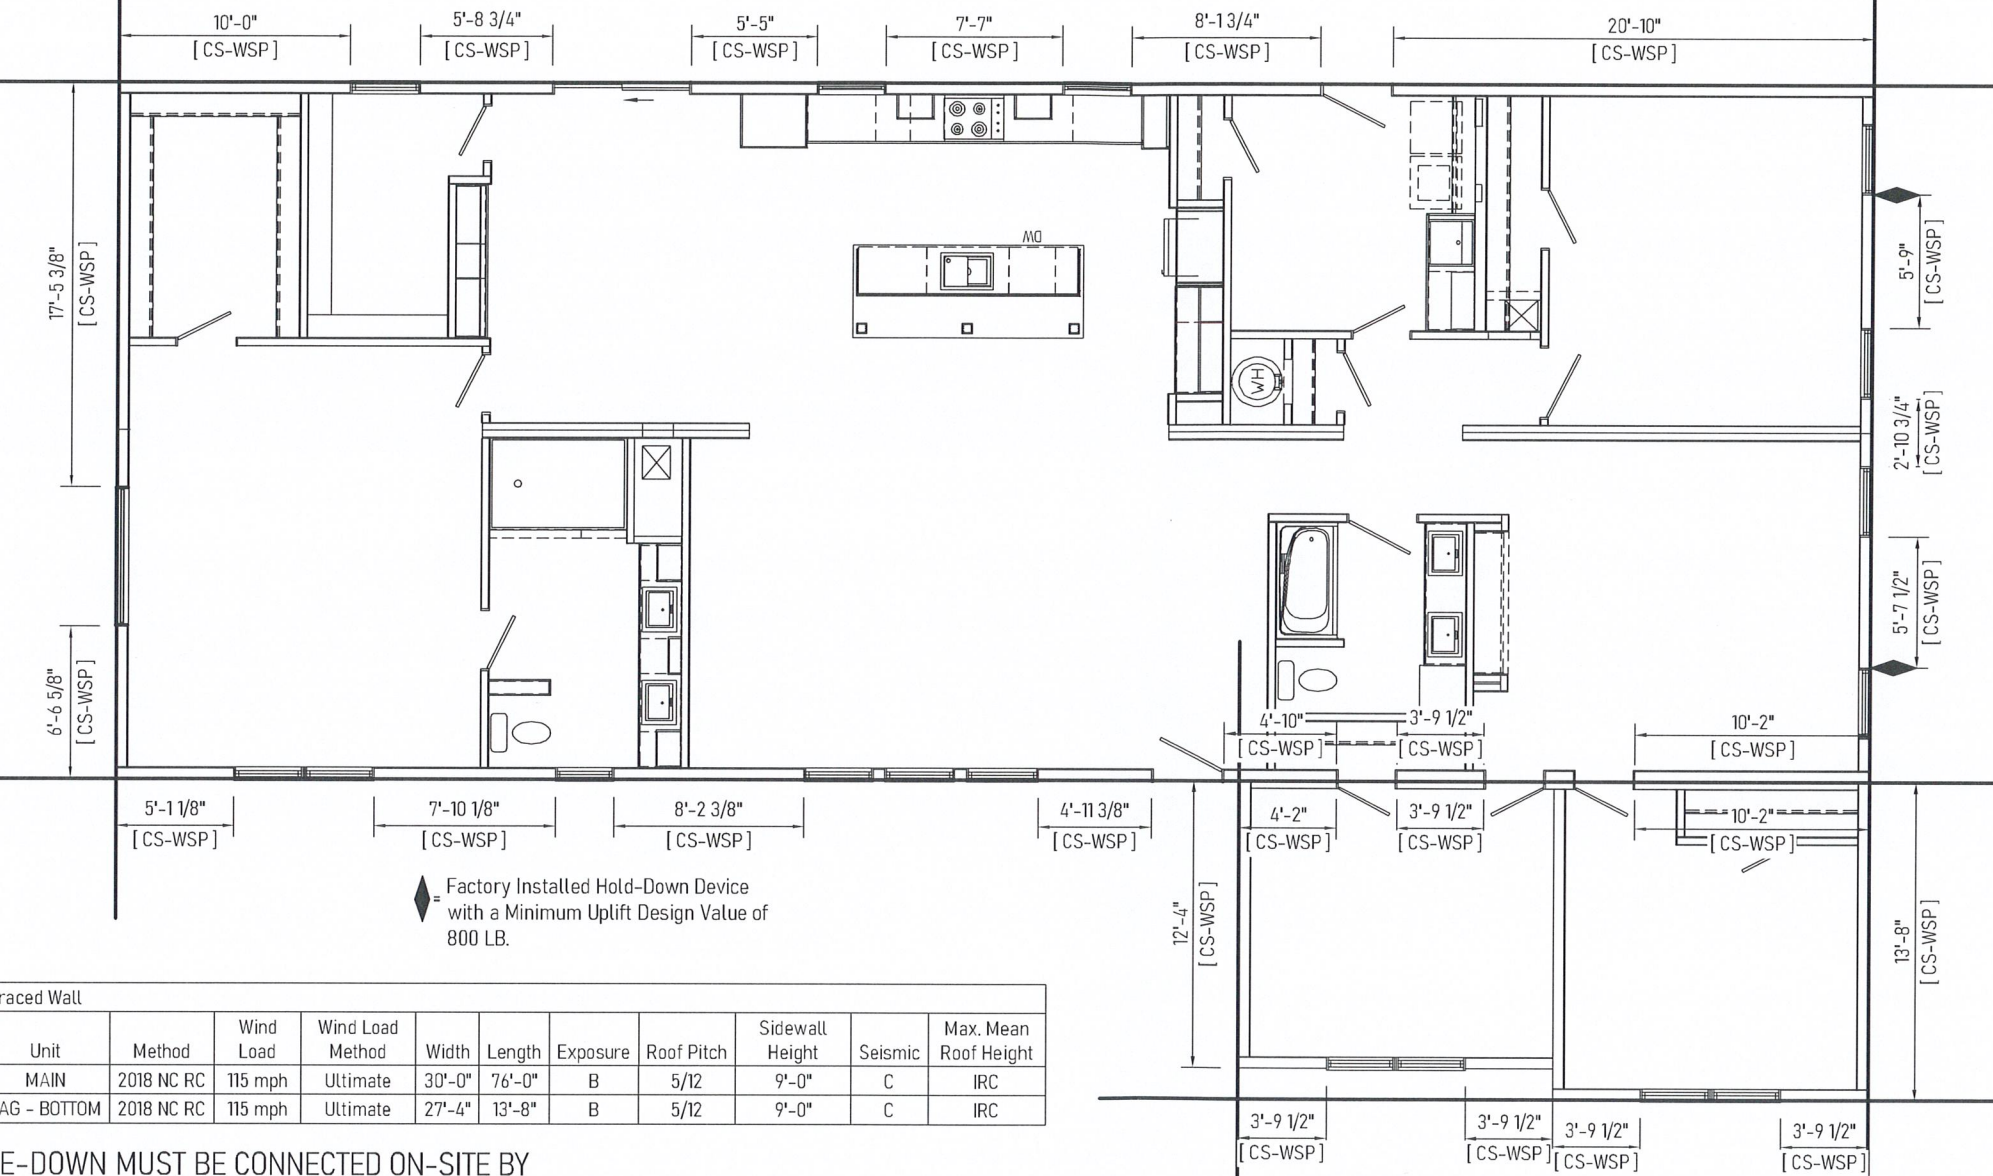 10'-0"
[ CS-WSP ]
5'-8 3/4"
[ CS-WSP ]
5'-5"
[ CS-WSP ]
7'-7"
[ CS-WSP ]
8'-1 3/4"
[ CS-WSP ]
20'-10"
[ CS-WSP ]
17'-5 3/8"
[ CS-WSP ]
DW
5'-9"
[ CS-WSP ]
WH
2'-10 3/4"
[ CS-WSP ]
5'-7 1/2"
[ CS-WSP ]
6'-6 5/8"
[ CS-WSP ]
4'-10"
[ CS-WSP ]
3'-9 1/2"
[ CS-WSP ]
10'-2"
[ CS-WSP ]
5'-1 1/8"
[ CS-WSP ]
7'-10 1/8"
[ CS-WSP ]
8'-2 3/8"
[ CS-WSP ]
4'-11 3/8"
[ CS-WSP ]
4'-2"
[ CS-WSP ]
3'-9 1/2"
[ CS-WSP ]
10'-2"
[ CS-WSP ]
= Factory Installed Hold-Down Device
with a Minimum Uplift Design Value of
800 LB.
12'-4"
[ CS-WSP ]
13'-8"
[ CS-WSP ]
raced Wall
Unit Method Wind Load Wind Load Method Width Length Exposure Roof Pitch Sidewall Height Seismic Max. Mean Roof Height
MAIN 2018 NC RC 115 mph Ultimate 30'-0" 76'-0" B 5/12 9'-0" C IRC
AG - BOTTOM 2018 NC RC 115 mph Ultimate 27'-4" 13'-8" B 5/12 9'-0" C IRC
3'-9 1/2"
[ CS-WSP ]
3'-9 1/2"
[ CS-WSP ]
3'-9 1/2"
[ CS-WSP ]
3'-9 1/2"
[ CS-WSP ]
E-DOWN MUST BE CONNECTED ON-SITE BY